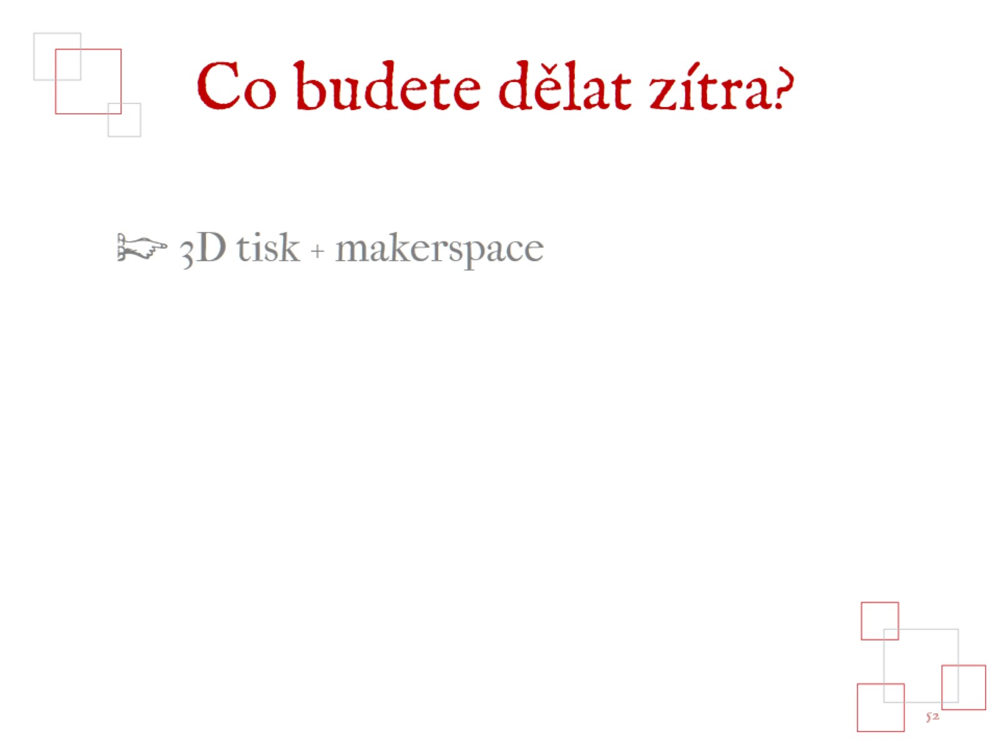 Co budete dělat zítra?
☞ 3D tisk + makerspace
52